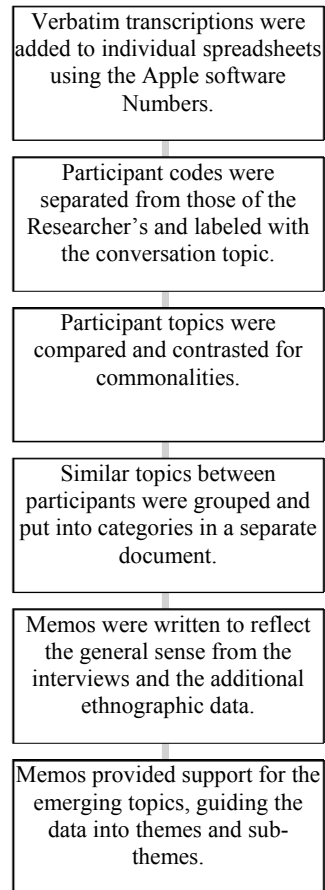 Verbatim transcriptions were
added to individual spreadsheets
using the Apple software
Numbers.
Participant codes were
separated from those of the
Researcher's and labeled with
the conversation topic.
Participant topics were
compared and contrasted for
commonalities.
Similar topics between
participants were grouped and
put into categories in a separate
document.
Memos were written to reflect
the general sense from the
interviews and the additional
ethnographic data.
Memos provided support for the
emerging topics, guiding the
data into themes and sub-
themes.